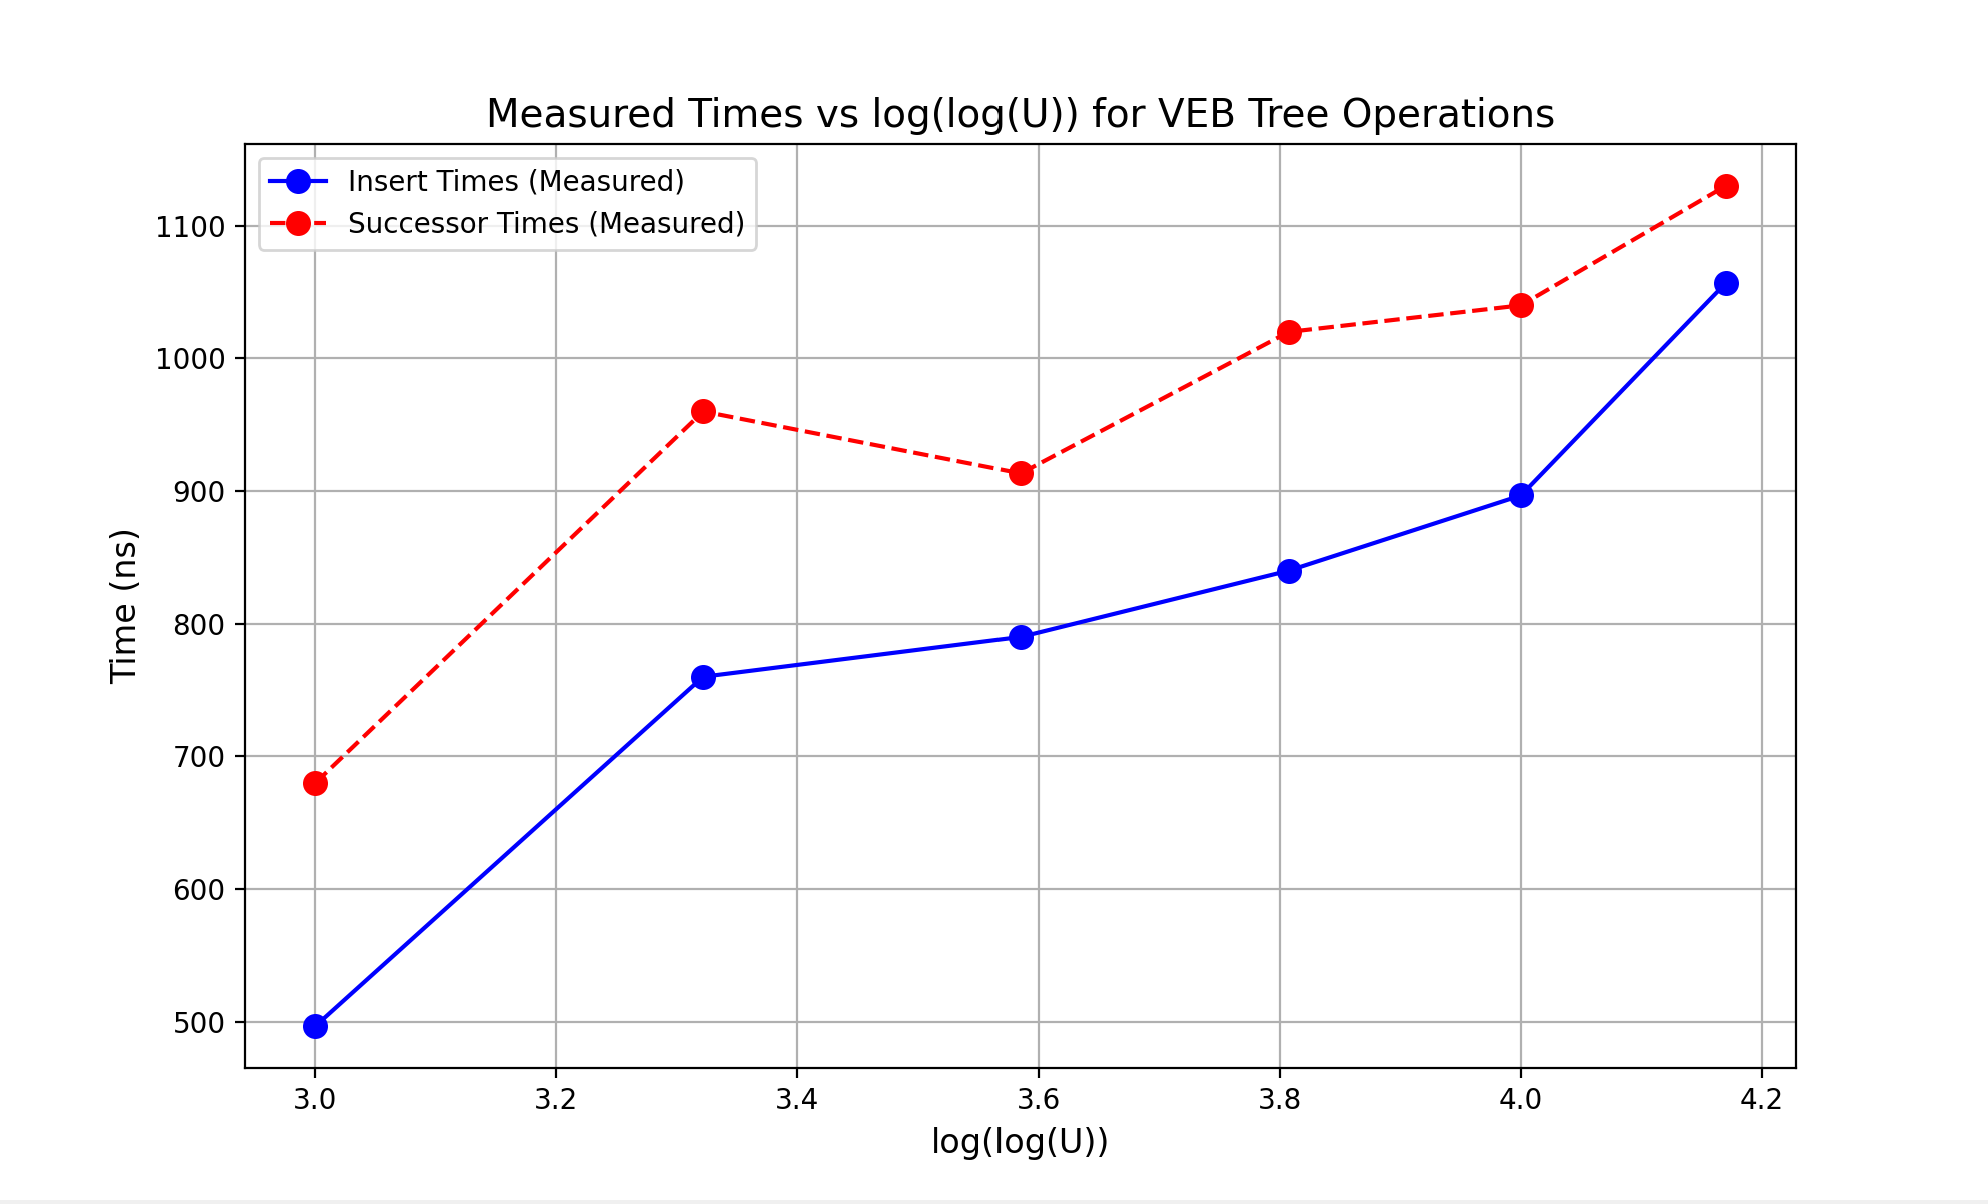 Measured Times vs log(log(U)) for VEB Tree Operations
Insert Times (Measured)
Successor Times (Measured)
Time (ns)
1100
1000
900
800
700
600
500
3.0 3.2 3.4 3.6 3.8 4.0 4.2
log(log(U))